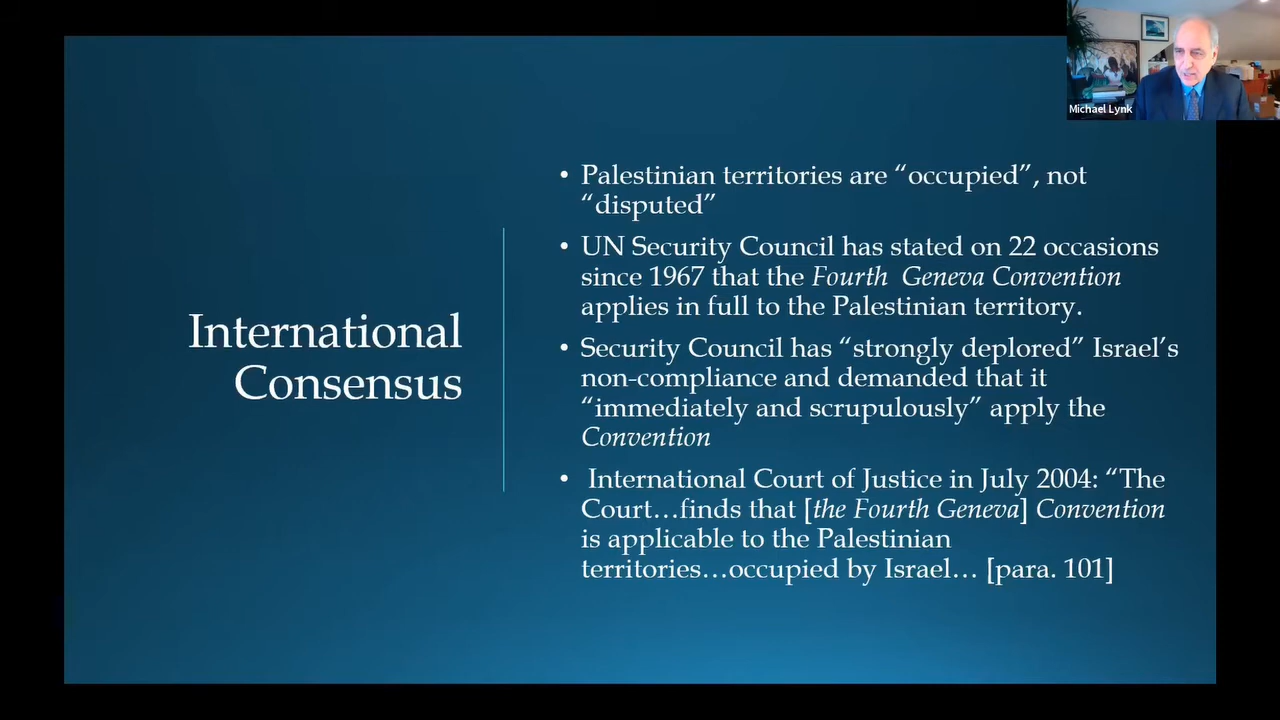 Michael Lynk
International
Consensus
• Palestinian territories are “occupied”, not
“disputed”
• UN Security Council has stated on 22 occasions
since 1967 that the Fourth Geneva Convention
applies in full to the Palestinian territory.
• Security Council has “strongly deplored” Israel’s
non-compliance and demanded that it
“immediately and scrupulously” apply the
Convention
• International Court of Justice in July 2004: “The
Court…finds that [the Fourth Geneva] Convention
is applicable to the Palestinian
territories…occupied by Israel… [para. 101]